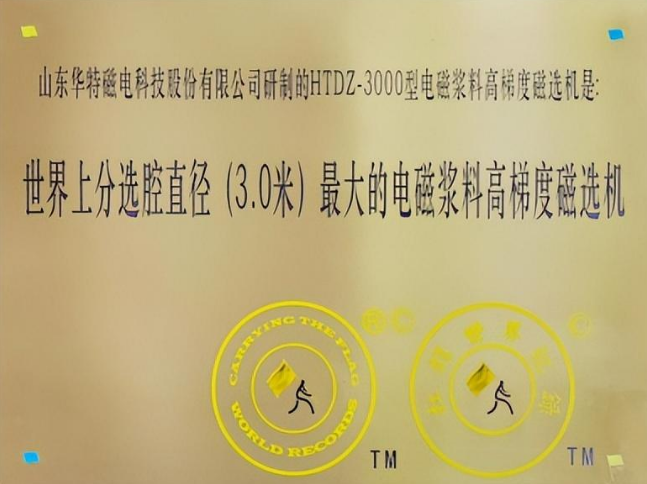 山东华特磁电科技股份有限公司研制的HTDZ-3000型电磁浆料高梯度磁选机是:
世界上分选腔直径（3.0米）最大的电磁浆料高梯度磁选机
CARRYING THE FLAG
WORLD RECORDS
TM
世界
TM